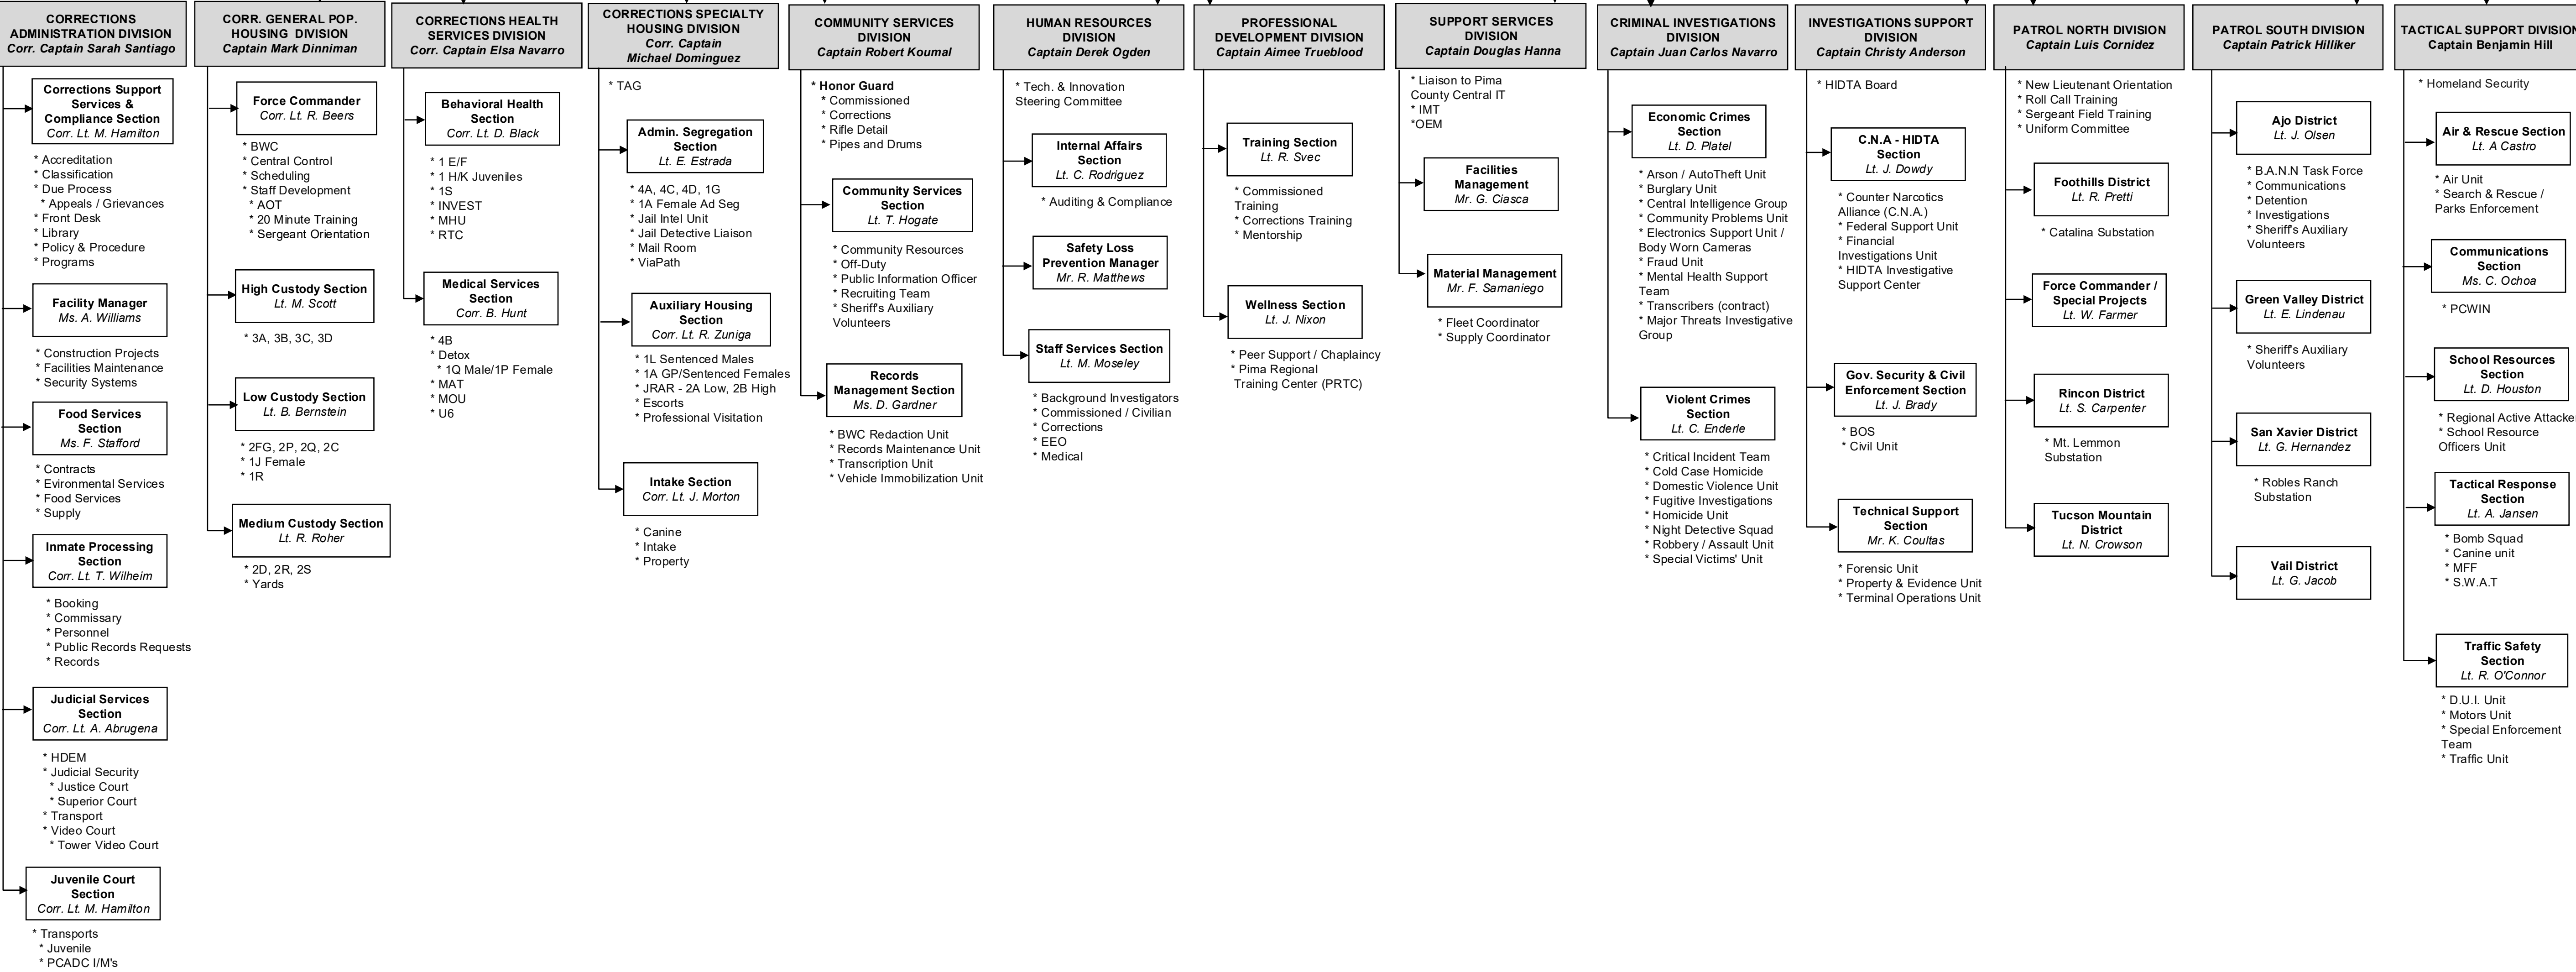 CORRECTIONS
ADMINISTRATION DIVISION
Corr. Captain Sarah Santiago
Corrections Support
Services &
Compliance Section
Corr. Lt. M. Hamilton
* Accreditation
* Classification
* Due Process
* Appeals / Grievances
* Front Desk
* Library
* Policy & Procedure
* Programs
Facility Manager
Ms. A. Williams
* Construction Projects
* Facilities Maintenance
* Security Systems
Food Services
Section
Ms. F. Stafford
* Contracts
* Evironmental Services
* Food Services
* Supply
Inmate Processing
Section
Corr. Lt. T. Wilheim
* Booking
* Commissary
* Personnel
* Public Records Requests
* Records
Judicial Services
Section
Corr. Lt. A. Abrugena
* HDEM
* Judicial Security
* Justice Court
* Superior Court
* Transport
* Video Court
* Tower Video Court
Juvenile Court
Section
Corr. Lt. M. Hamilton
* Transports
* Juvenile
* PCADC I/M's
CORR. GENERAL POP.
HOUSING DIVISION
Captain Mark Dinniman
Force Commander
Corr. Lt. R. Beers
* BWC
* Central Control
* Scheduling
* Staff Development
* AOT
* 20 Minute Training
* Sergeant Orientation
High Custody Section
Lt. M. Scott
* 3A, 3B, 3C, 3D
Low Custody Section
Lt. B. Bernstein
* 2FG, 2P, 2Q, 2C
* 1J Female
* 1R
Medium Custody Section
Lt. R. Roher
* 2D, 2R, 2S
* Yards
CORRECTIONS HEALTH
SERVICES DIVISION
Corr. Captain Elsa Navarro
Behavioral Health
Section
Corr. Lt. D. Black
* 1 E/F
* 1 H/K Juveniles
* 1S
* INVEST
* MHU
* RTC
Medical Services
Section
Corr. B. Hunt
* 4B
* Detox
* 1Q Male/1P Female
* MAT
* MOU
* U6
CORRECTIONS SPECIALTY
HOUSING DIVISION
Corr. Captain
Michael Dominguez
* TAG
Admin. Segregation
Section
Lt. E. Estrada
* 4A, 4C, 4D, 1G
* 1A Female Ad Seg
* Jail Intel Unit
* Jail Detective Liaison
* Mail Room
* ViaPath
Auxiliary Housing
Section
Corr. Lt. R. Zuniga
* 1L Sentenced Males
* 1A GP/Sentenced Females
* JRAR - 2A Low, 2B High
* Escorts
* Professional Visitation
Intake Section
Corr. Lt. J. Morton
* Canine
* Intake
* Property
COMMUNITY SERVICES
DIVISION
Captain Robert Koumal
* Honor Guard
* Commissioned
* Corrections
* Rifle Detail
* Pipes and Drums
Community Services
Section
Lt. T. Hogate
* Community Resources
* Off-Duty
* Public Information Officer
* Recruiting Team
* Sheriff's Auxiliary
Volunteers
Records
Management Section
Ms. D. Gardner
* BWC Redaction Unit
* Records Maintenance Unit
* Transcription Unit
* Vehicle Immobilization Unit
HUMAN RESOURCES
DIVISION
Captain Derek Ogden
* Tech. & Innovation
Steering Committee
Internal Affairs
Section
Lt. C. Rodriguez
* Auditing & Compliance
Safety Loss
Prevention Manager
Mr. R. Matthews
Staff Services Section
Lt. M. Moseley
* Background Investigators
* Commissioned / Civilian
* Corrections
* EEO
* Medical
PROFESSIONAL
DEVELOPMENT DIVISION
Captain Aimee Trueblood
Training Section
Lt. R. Svec
* Commissioned
Training
* Corrections Training
* Mentorship
Wellness Section
Lt. J. Nixon
* Peer Support / Chaplaincy
* Pima Regional
Training Center (PRTC)
SUPPORT SERVICES
DIVISION
Captain Douglas Hanna
* Liaison to Pima
County Central IT
* IMT
*OEM
Facilities
Management
Mr. G. Ciasca
Material Management
Mr. F. Samaniego
* Fleet Coordinator
* Supply Coordinator
CRIMINAL INVESTIGATIONS
DIVISION
Captain Juan Carlos Navarro
Economic Crimes
Section
Lt. D. Platel
* Arson / AutoTheft Unit
* Burglary Unit
* Central Intelligence Group
* Community Problems Unit
* Electronics Support Unit /
Body Worn Cameras
* Fraud Unit
* Mental Health Support
Team
* Transcribers (contract)
* Major Threats Investigative
Group
Violent Crimes
Section
Lt. C. Enderle
* Critical Incident Team
* Cold Case Homicide
* Domestic Violence Unit
* Fugitive Investigations
* Homicide Unit
* Night Detective Squad
* Robbery / Assault Unit
* Special Victims' Unit
INVESTIGATIONS SUPPORT
DIVISION
Captain Christy Anderson
* HIDTA Board
C.N.A - HIDTA
Section
Lt. J. Dowdy
* Counter Narcotics
Alliance (C.N.A.)
* Federal Support Unit
* Financial
Investigations Unit
* HIDTA Investigative
Support Center
Gov. Security & Civil
Enforcement Section
Lt. J. Brady
* BOS
* Civil Unit
Technical Support
Section
Mr. K. Coultas
* Forensic Unit
* Property & Evidence Unit
* Terminal Operations Unit
PATROL NORTH DIVISION
Captain Luis Cornidez
* New Lieutenant Orientation
* Roll Call Training
* Sergeant Field Training
* Uniform Committee
Foothills District
Lt. R. Pretti
* Catalina Substation
Force Commander /
Special Projects
Lt. W. Farmer
Rincon District
Lt. S. Carpenter
* Mt. Lemmon
Substation
Tucson Mountain
District
Lt. N. Crowson
PATROL SOUTH DIVISION
Captain Patrick Hilliker
Ajo District
Lt. J. Olsen
* B.A.N.N Task Force
* Communications
* Detention
* Investigations
* Sheriff's Auxiliary
Volunteers
Green Valley District
Lt. E. Lindenau
* Sheriff's Auxiliary
Volunteers
San Xavier District
Lt. G. Hernandez
* Robles Ranch
Substation
Vail District
Lt. G. Jacob
TACTICAL SUPPORT DIVISION
Captain Benjamin Hill
* Homeland Security
Air & Rescue Section
Lt. A Castro
* Air Unit
* Search & Rescue /
Parks Enforcement
Communications
Section
Ms. C. Ochoa
* PCWIN
School Resources
Section
Lt. D. Houston
* Regional Active Attacke
* School Resource
Officers Unit
Tactical Response
Section
Lt. A. Jansen
* Bomb Squad
* Canine unit
* MFF
* S.W.A.T
Traffic Safety
Section
Lt. R. O'Connor
* D.U.I. Unit
* Motors Unit
* Special Enforcement
Team
* Traffic Unit